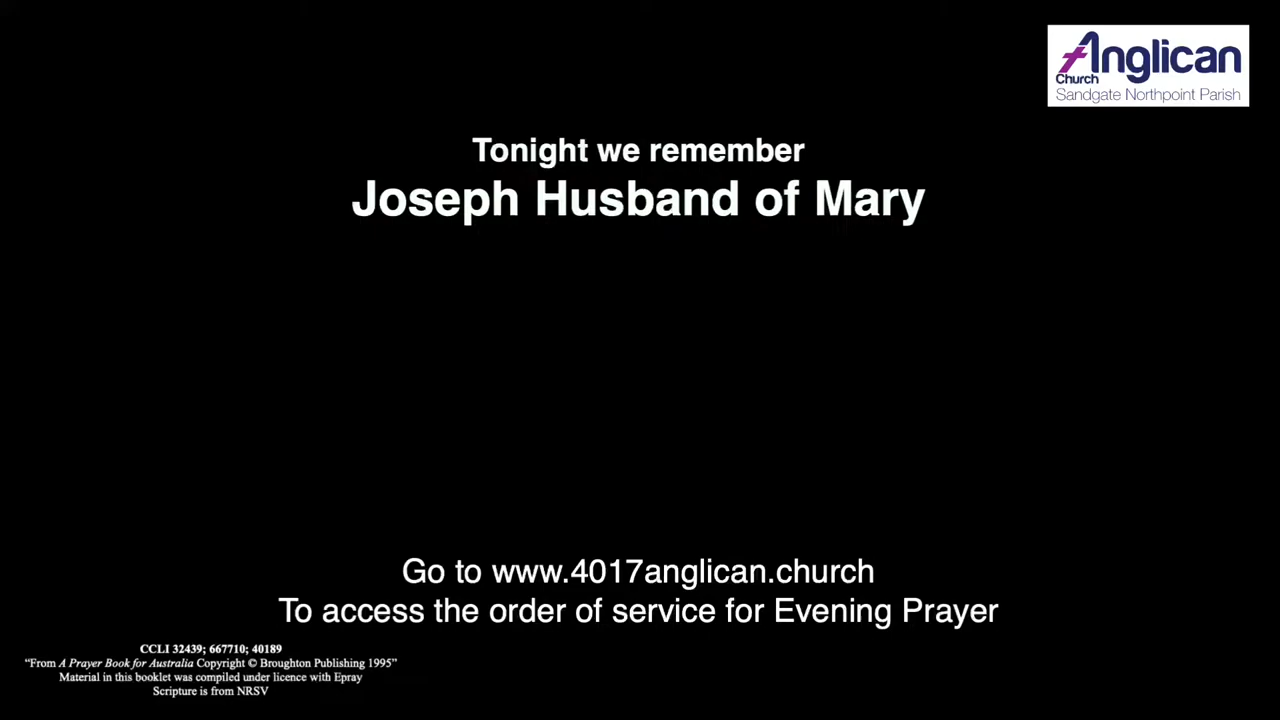 Anglican
Church
Sandgate Northpoint Parish
Tonight we remember
Joseph Husband of Mary
Go to www.4017anglican.church
To access the order of service for Evening Prayer
CCLI 32439; 667710; 40189
“From A Prayer Book for Australia Copyright © Broughton Publishing 1995”
Material in this booklet was compiled under licence with Epray
Scripture is from NRSV